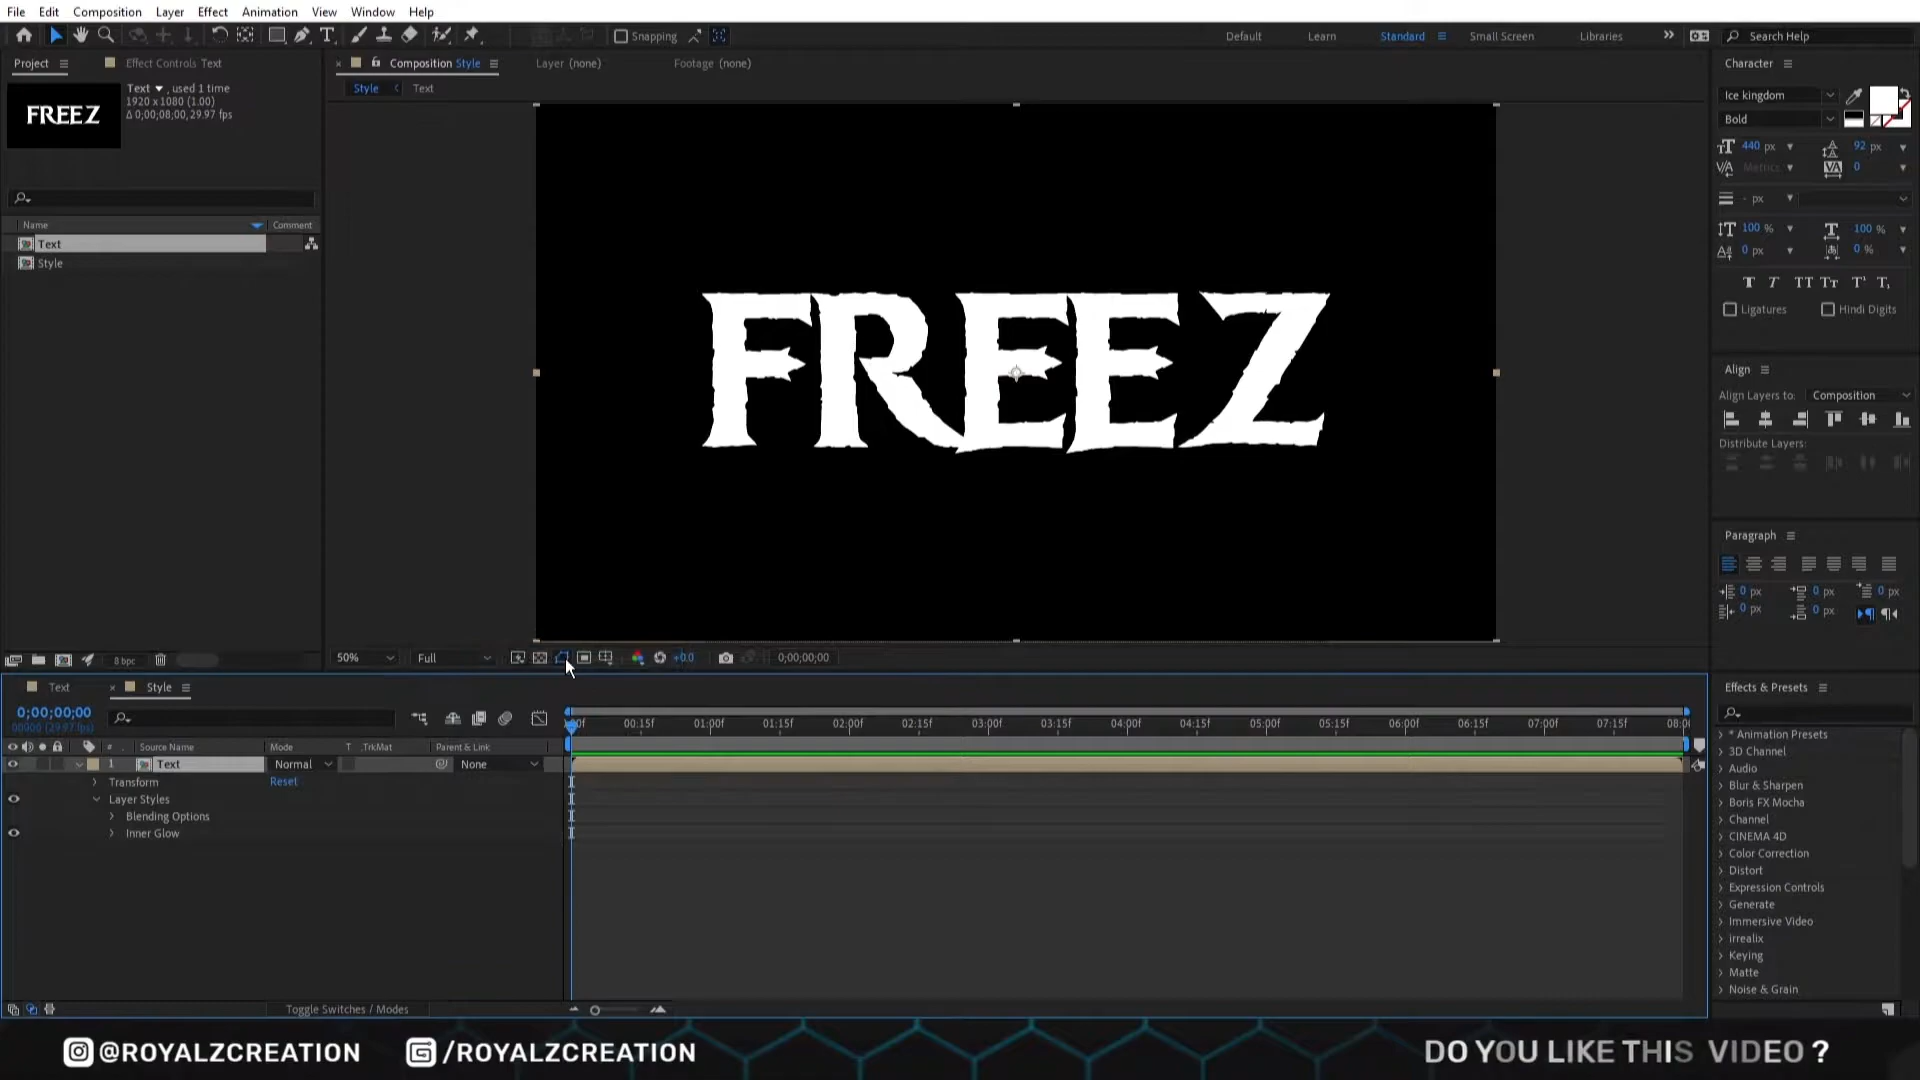 File Edit Composition Layer Effect Animation View Window Help
Snapping Default Learn Standard Small Screen Libraries Search Help
Project Effect Controls Text Composition Style Layer (none) Footage (none) Character
Style Text
FREEZ
Text , used 1 time
1920 x 1080 (1.00)
Δ 0;00;08;00, 29.97 fps
Ice kingdom
Bold
440 px 92 px
Metrics 0
- px
100 % 100 %
0 px 0 %
Ligatures Hindi Digits
Name Comment
Text
Style
FREEZ
Align
Align Layers to: Composition
Distribute Layers:
Paragraph
0 px 0 px 0 px
0 px 0 px
8 bpc
50% Full +0.0 0;00;00;00
Text Style
0;00;00;00
00000 (29.97 fps)
00:15f 01:00f 01:15f 02:00f 02:15f 03:00f 03:15f 04:00f 04:15f 05:00f 05:15f 06:00f 06:15f 07:00f 07:15f
# Source Name Mode T .TrkMat Parent & Link
1 Text Normal None
Transform Reset
Layer Styles
Blending Options
Inner Glow
Toggle Switches / Modes
Effects & Presets
* Animation Presets
3D Channel
Audio
Blur & Sharpen
Boris FX Mocha
Channel
CINEMA 4D
Color Correction
Distort
Expression Controls
Generate
Immersive Video
irrealix
Keying
Matte
Noise & Grain
@ROYALZCREATION /ROYALZCREATION DO YOU LIKE THIS VIDEO ?